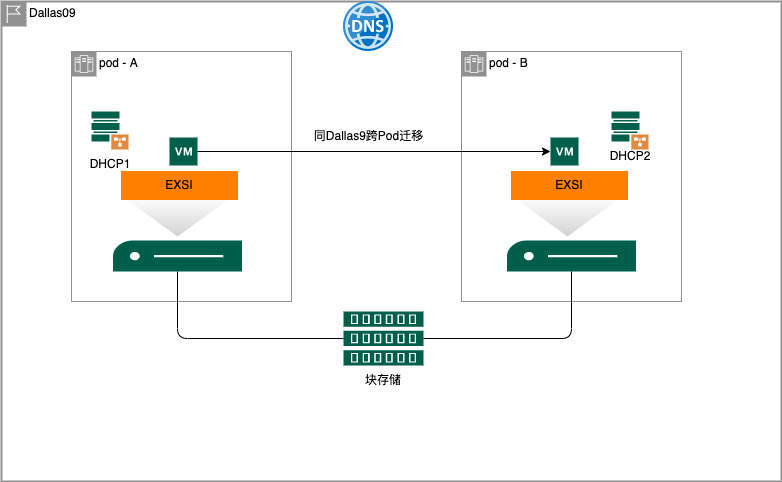 Dallas09
DNS
pod - A
pod - B
同Dallas9跨Pod迁移
VM
VM
DHCP1
DHCP2
EXSI
EXSI
块存储